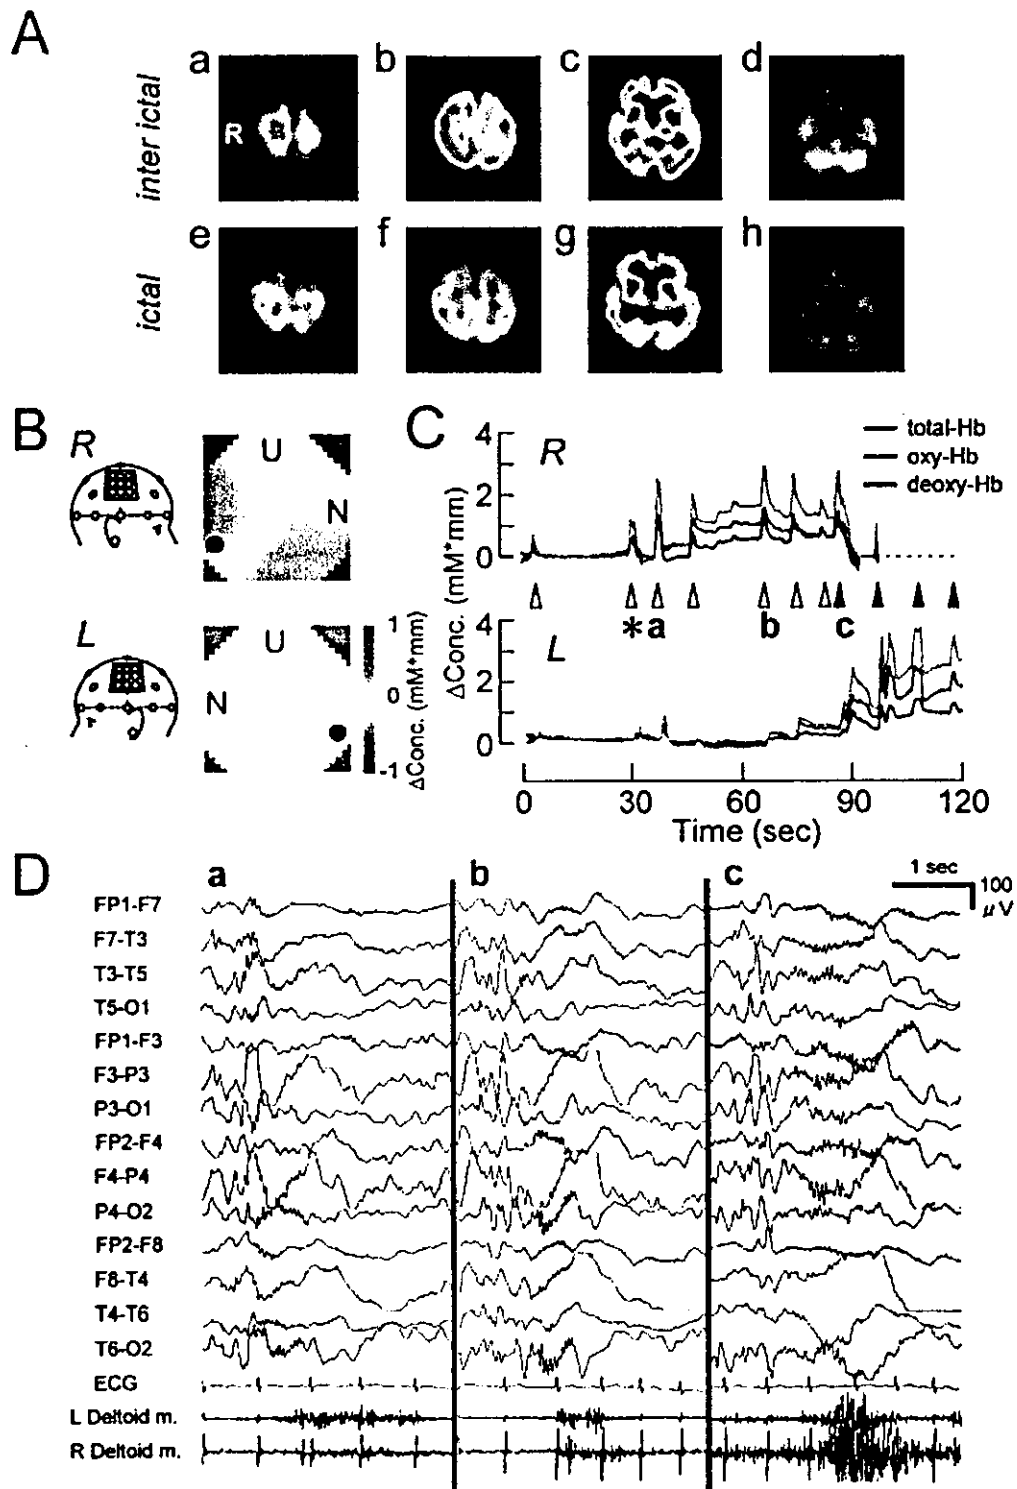 A
a b c d
inter ictal
R
e f g h
ictal
B
R
U
N
L
U
N
1
0
-1
ΔConc. (mM*mm)
C
R
total-Hb
oxy-Hb
deoxy-Hb
4
2
0
ΔConc. (mM*mm)
* a b c
L
4
2
0
0 30 60 90 120
Time (sec)
D
a b c
1 sec
100
μV
FP1-F7
F7-T3
T3-T5
T5-O1
FP1-F3
F3-P3
P3-O1
FP2-F4
F4-P4
P4-O2
FP2-F8
F8-T4
T4-T6
T6-O2
ECG
L Deltoid m.
R Deltoid m.